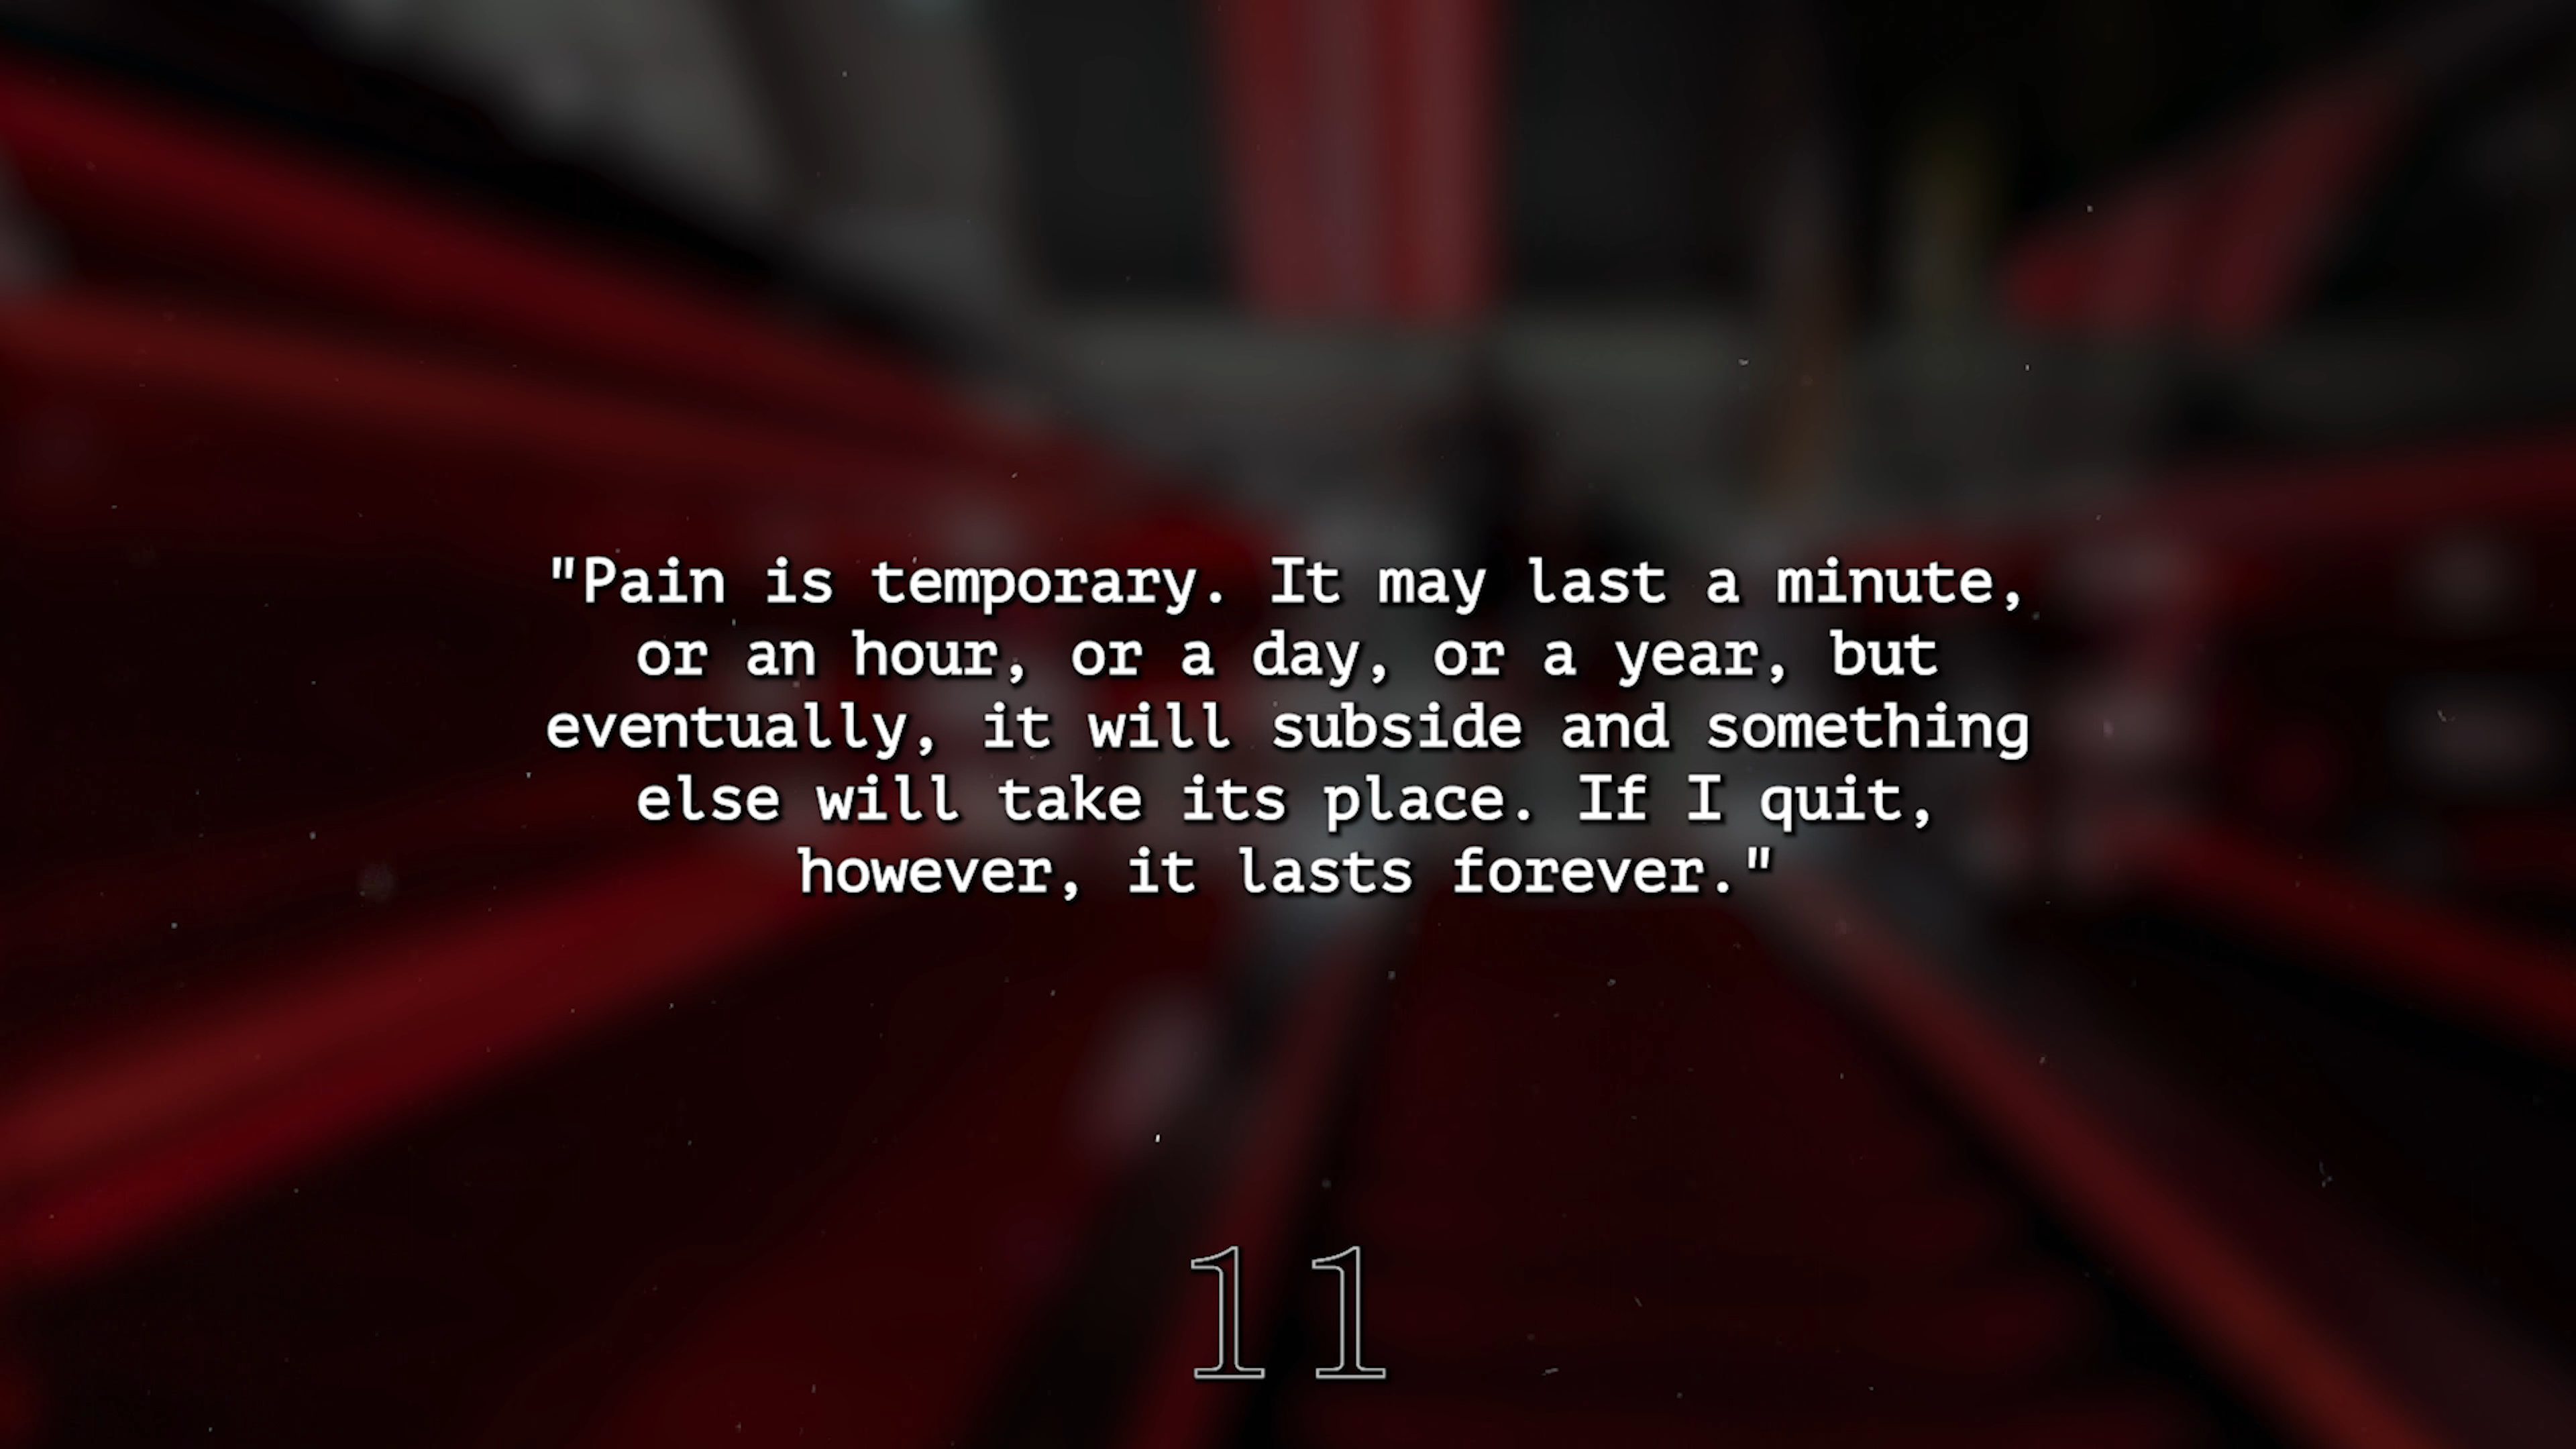 "Pain is temporary. It may last a minute,
or an hour, or a day, or a year, but
eventually, it will subside and something
else will take its place. If I quit,
however, it lasts forever."
11